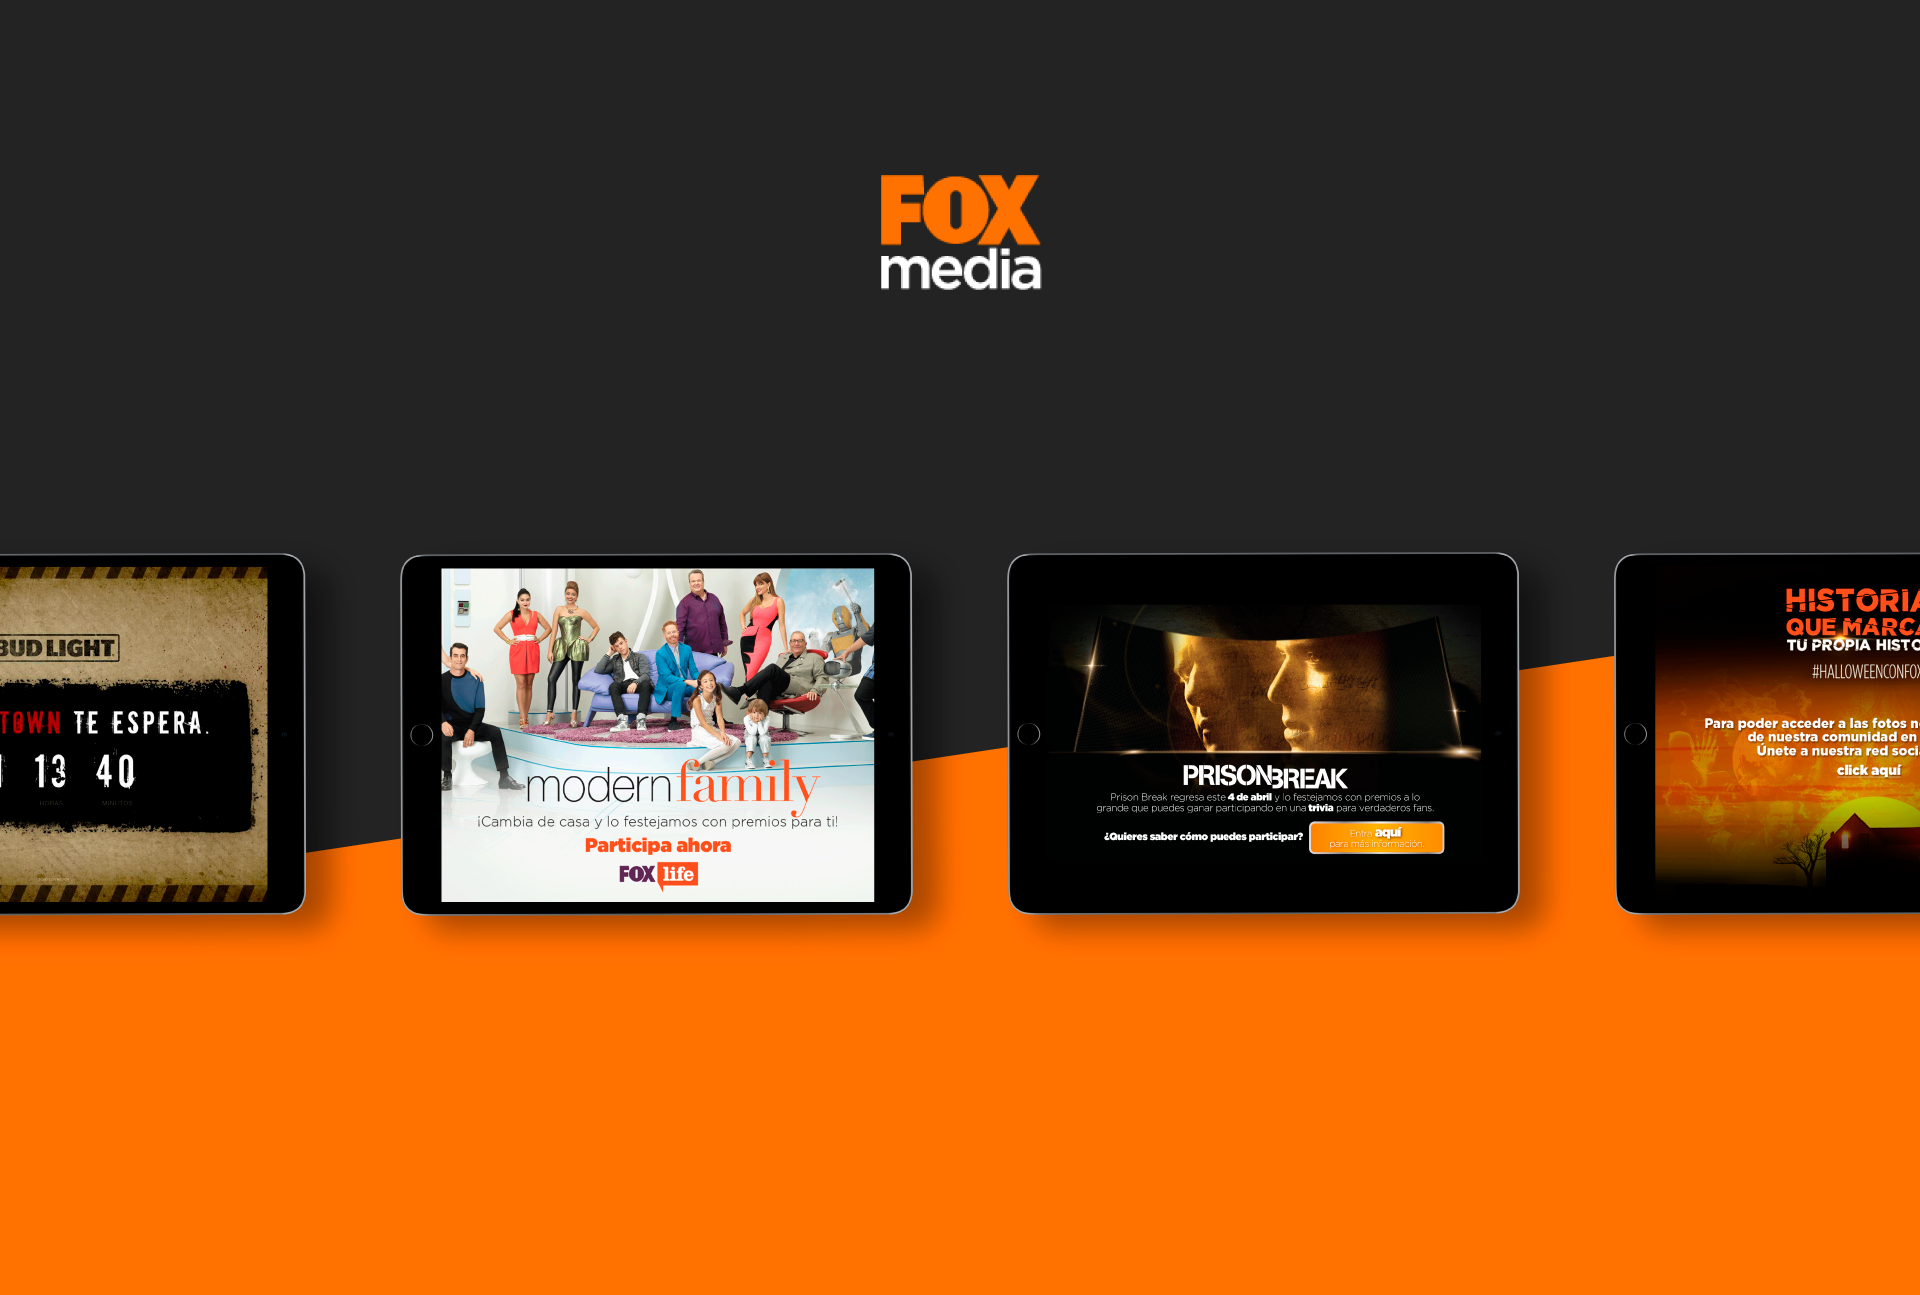 FOX
media
BUD LIGHT
TOWN TE ESPERA.
13 40
HORAS MINUTOS
modernfamily
¡Cambia de casa y lo festejamos con premios para ti!
Participa ahora
FOX life
PRISON BREAK
Prison Break regresa este 4 de abril y lo festejamos con premios a lo
grande que puedes ganar participando en una trivia para verdaderos fans.
¿Quieres saber cómo puedes participar?
Entra aquí
para más información.
HISTORIA
QUE MARCA
TU PROPIA HISTO
#HALLOWEENCONFOX
Para poder acceder a las fotos n
de nuestra comunidad en
Únete a nuestra red soci
click aquí